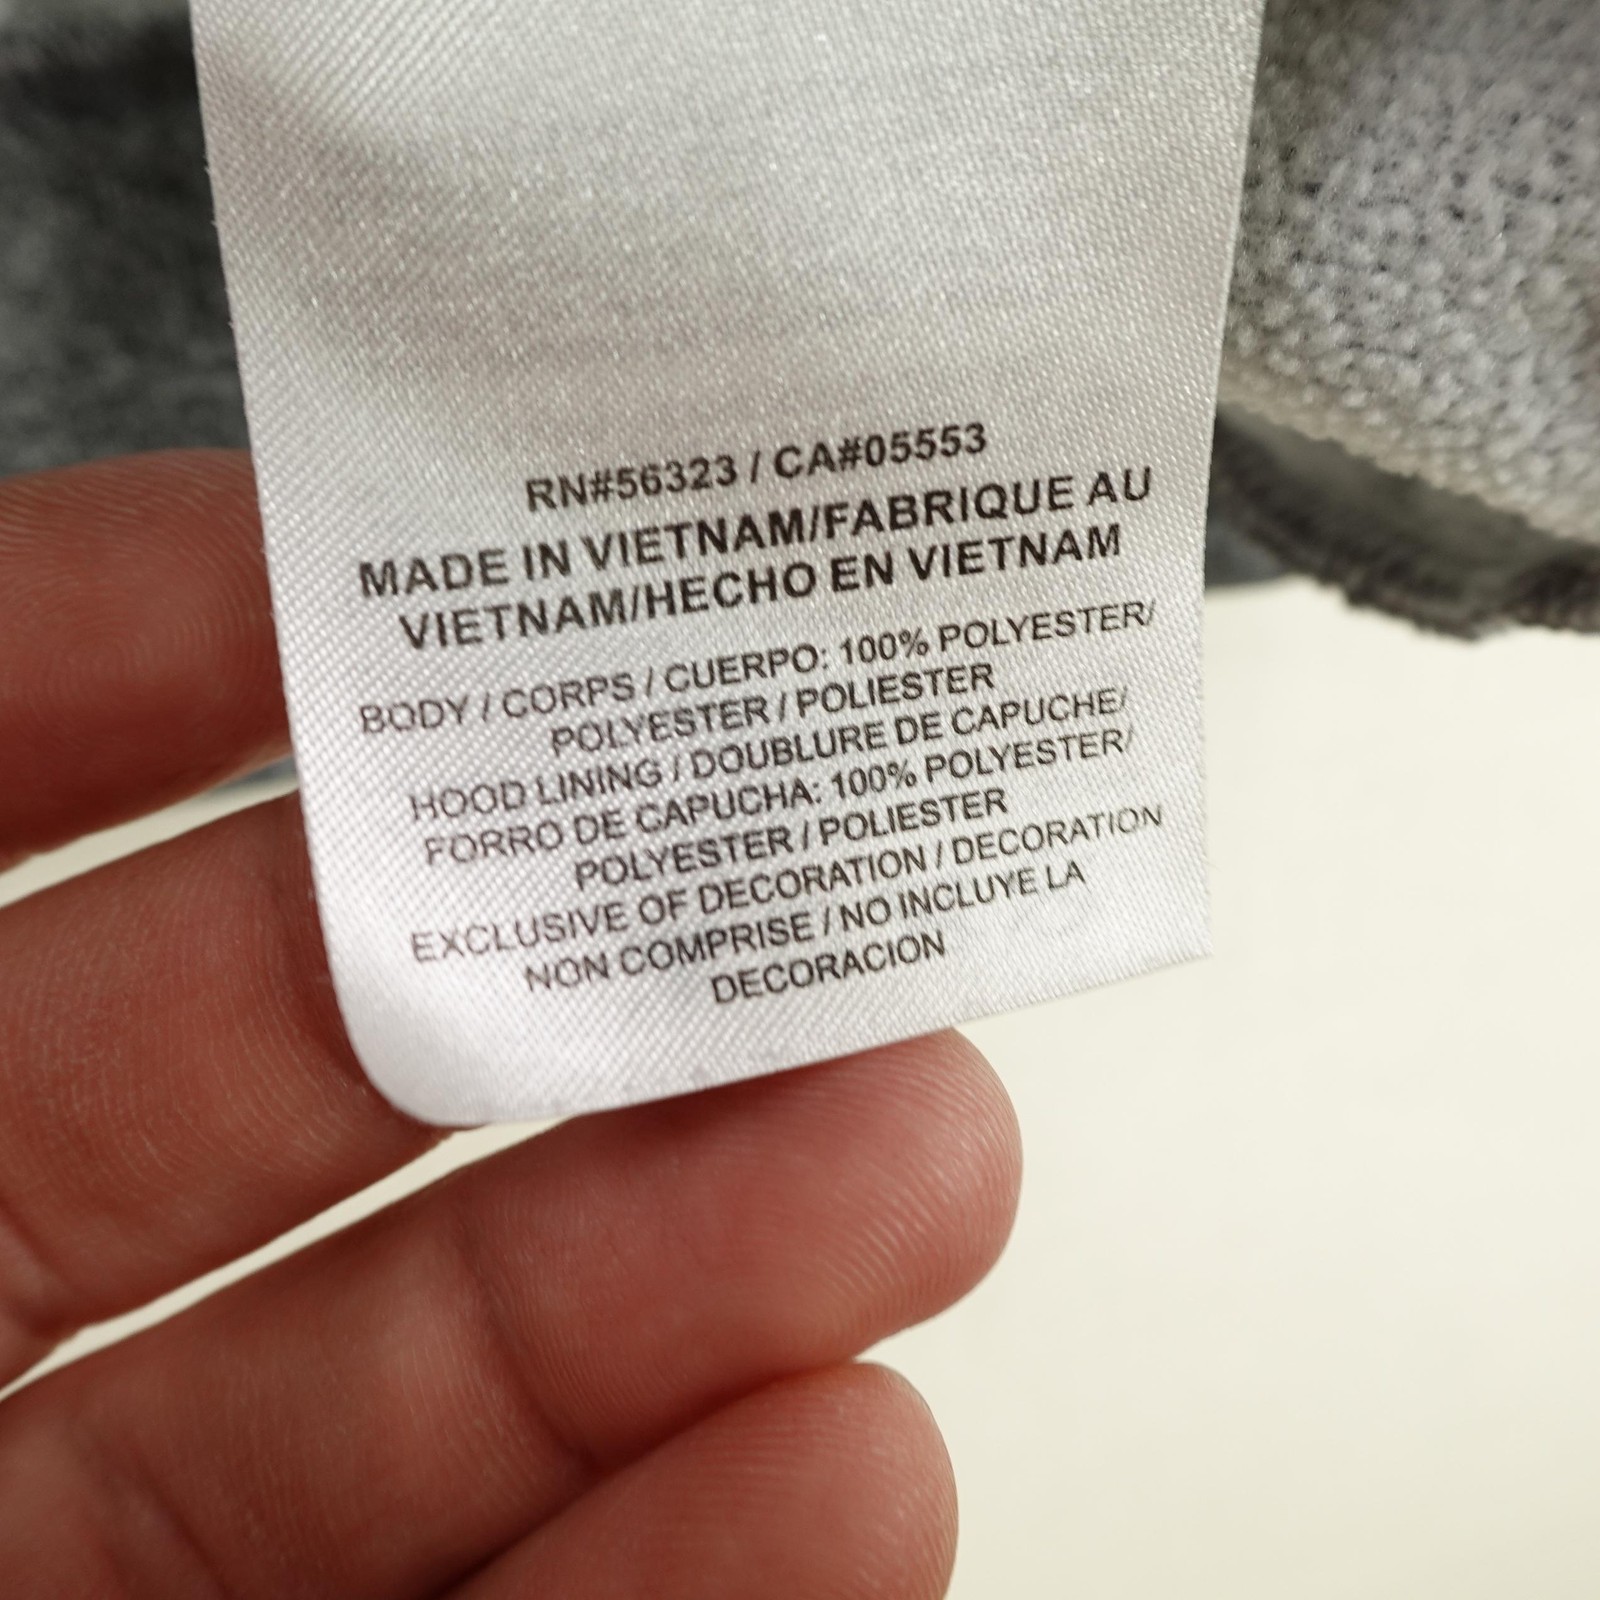 RN#56323 / CA#05553
MADE IN VIETNAM/FABRIQUE AU
VIETNAM/HECHO EN VIETNAM
BODY / CORPS / CUERPO: 100% POLYESTER/
POLYESTER / POLIESTER
HOOD LINING / DOUBLURE DE CAPUCHE/
FORRO DE CAPUCHA: 100% POLYESTER/
POLYESTER / POLIESTER
EXCLUSIVE OF DECORATION / DECORATION
NON COMPRISE / NO INCLUYE LA
DECORACION